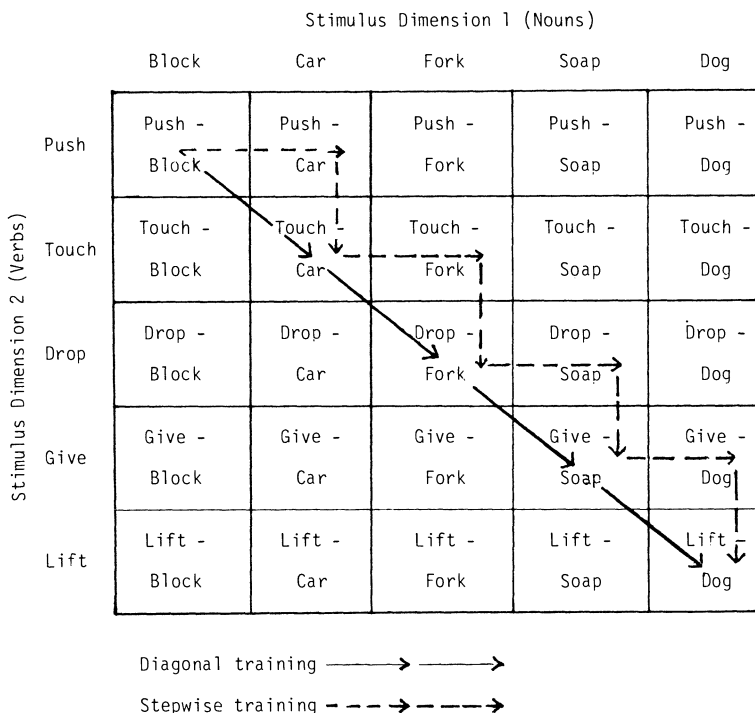 Stimulus Dimension 1 (Nouns)
Block Car Fork Soap Dog
Stimulus Dimension 2 (Verbs)
Push
Push - Push - Push - Push - Push -
Block Car Fork Soap Dog
Touch
Touch - Touch - Touch - Touch - Touch -
Block Car Fork Soap Dog
Drop
Drop - Drop - Drop - Drop - Drop -
Block Car Fork Soap Dog
Give
Give - Give - Give - Give - Give -
Block Car Fork Soap Dog
Lift
Lift - Lift - Lift - Lift - Lift -
Block Car Fork Soap Dog
Diagonal training
Stepwise training